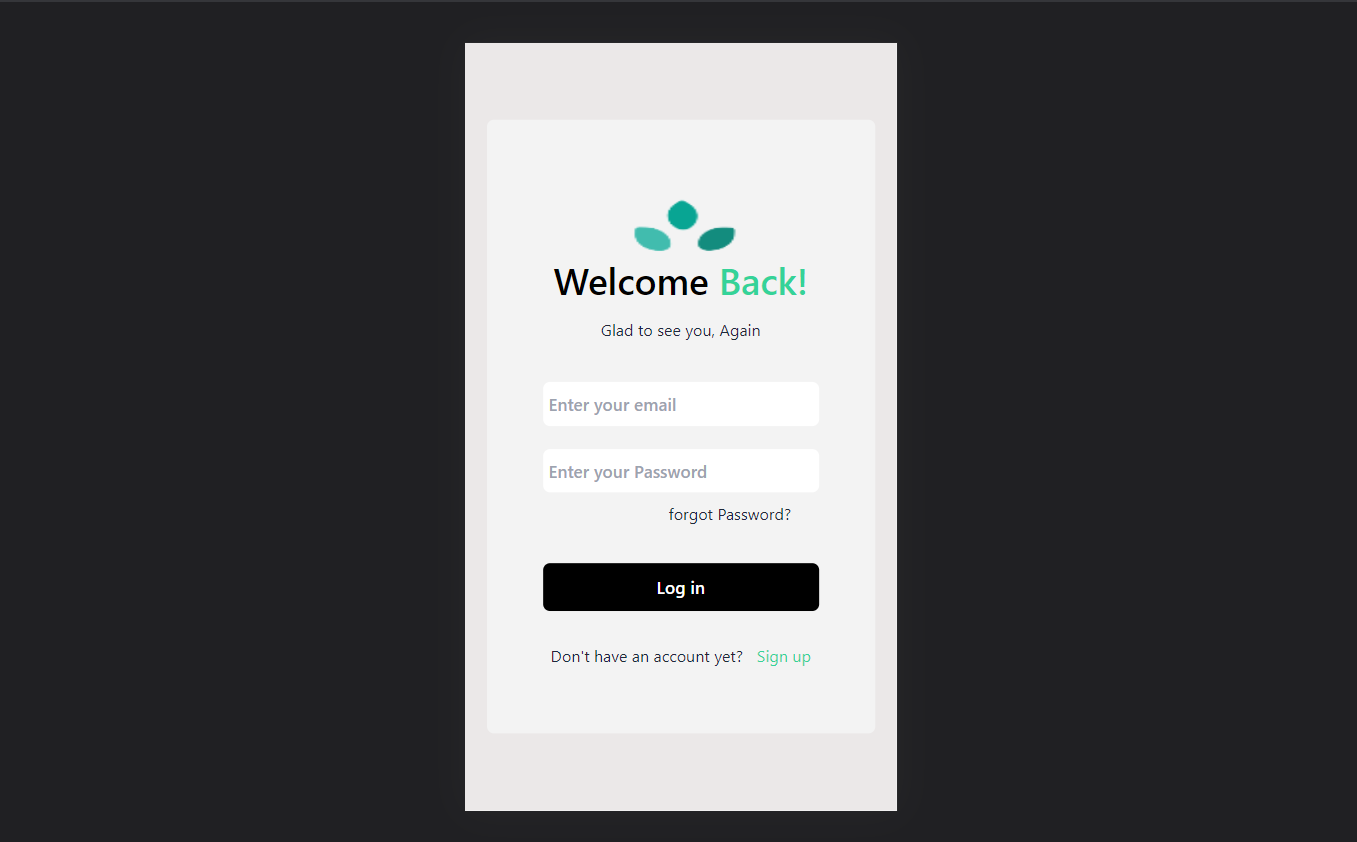 Welcome Back!
Glad to see you, Again
Enter your email
Enter your Password
forgot Password?
Log in
Don't have an account yet? Sign up